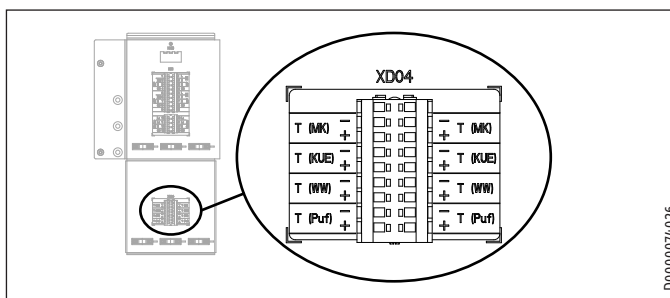 XD04
T (MK) − + − + T (MK)
T (KUE) − + − + T (KUE)
T (WW) − + − + T (WW)
T (Puf) − + − + T (Puf)
D0000074026